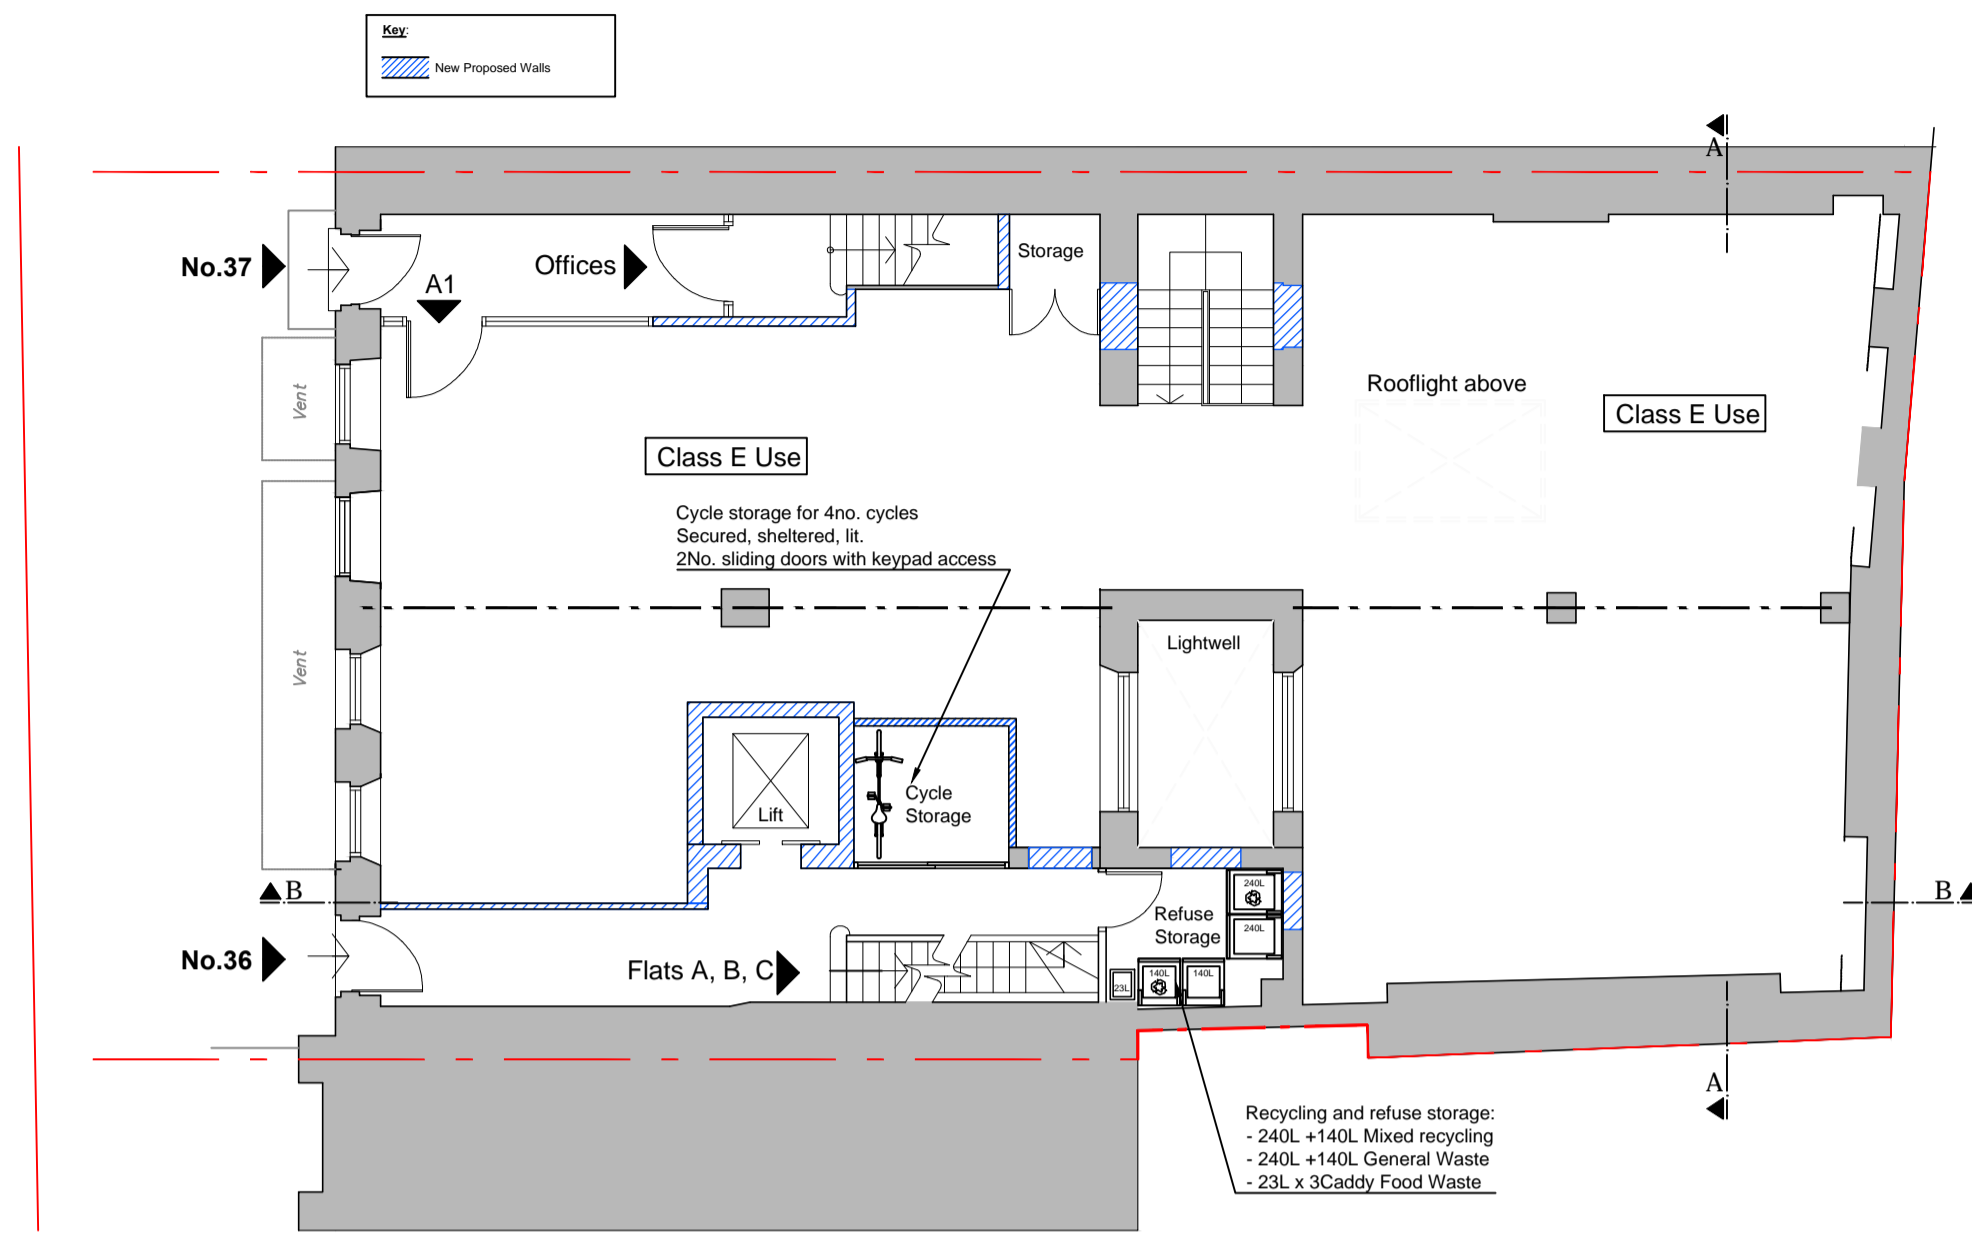 Key:
New Proposed Walls
A
No.37
Offices
A1
Storage
Vent
Rooflight above
Class E Use
Class E Use
Cycle storage for 4no. cycles
Secured, sheltered, lit.
2No. sliding doors with keypad access
Lightwell
Vent
Lift
Cycle
Storage
B
B
240L
240L
Refuse
Storage
No.36
Flats A, B, C
23L
140L
140L
A
Recycling and refuse storage:
- 240L +140L Mixed recycling
- 240L +140L General Waste
- 23L x 3Caddy Food Waste